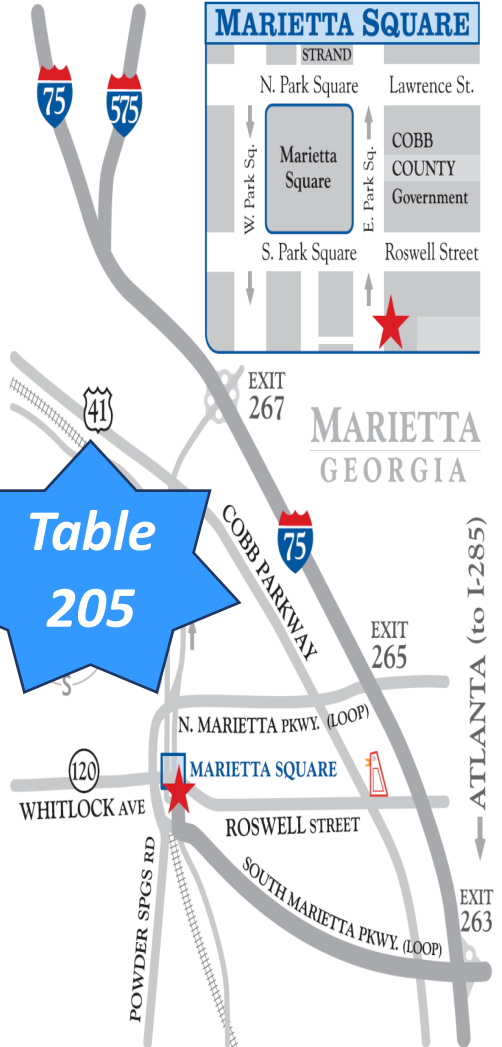 MARIETTA SQUARE
STRAND
N. Park Square
Lawrence St.
W. Park Sq.
Marietta
Square
E. Park Sq.
COBB
COUNTY
Government
S. Park Square
Roswell Street
75
575
EXIT
267
41
MARIETTA
GEORGIA
Table
205
COBB PARKWAY
75
ATLANTA (to I-285)
EXIT
265
S
N. MARIETTA PKWY. (LOOP)
120
MARIETTA SQUARE
WHITLOCK AVE
ROSWELL STREET
POWDER SPGS RD
SOUTH MARIETTA PKWY. (LOOP)
EXIT
263